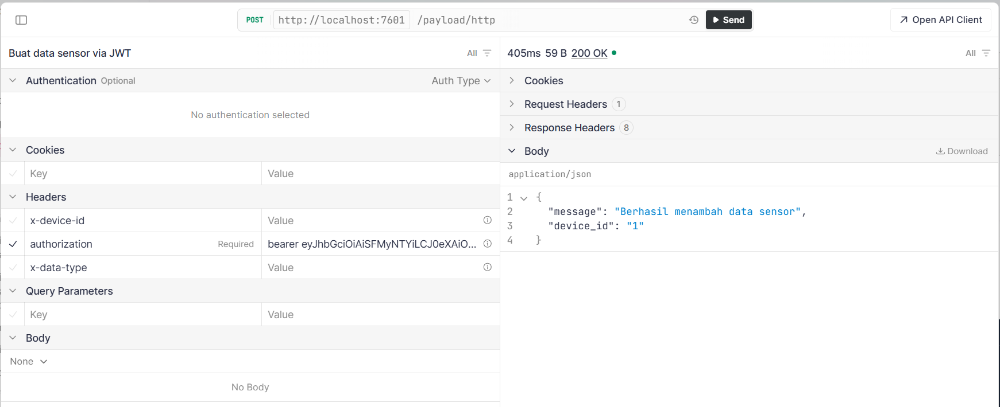 POST http://localhost:7601 /payload/http Send Open API Client
Buat data sensor via JWT All
Authentication Optional Auth Type
No authentication selected
Cookies
Key Value
Headers
x-device-id Value
authorization Required bearer eyJhbGciOiAiSFMyNTYiLCJ0eXAiO...
x-data-type Value
Query Parameters
Key Value
Body
None
No Body
405ms 59 B 200 OK All
Cookies
Request Headers 1
Response Headers 8
Body Download
application/json
1 {
2 "message": "Berhasil menambah data sensor",
3 "device_id": "1"
4 }